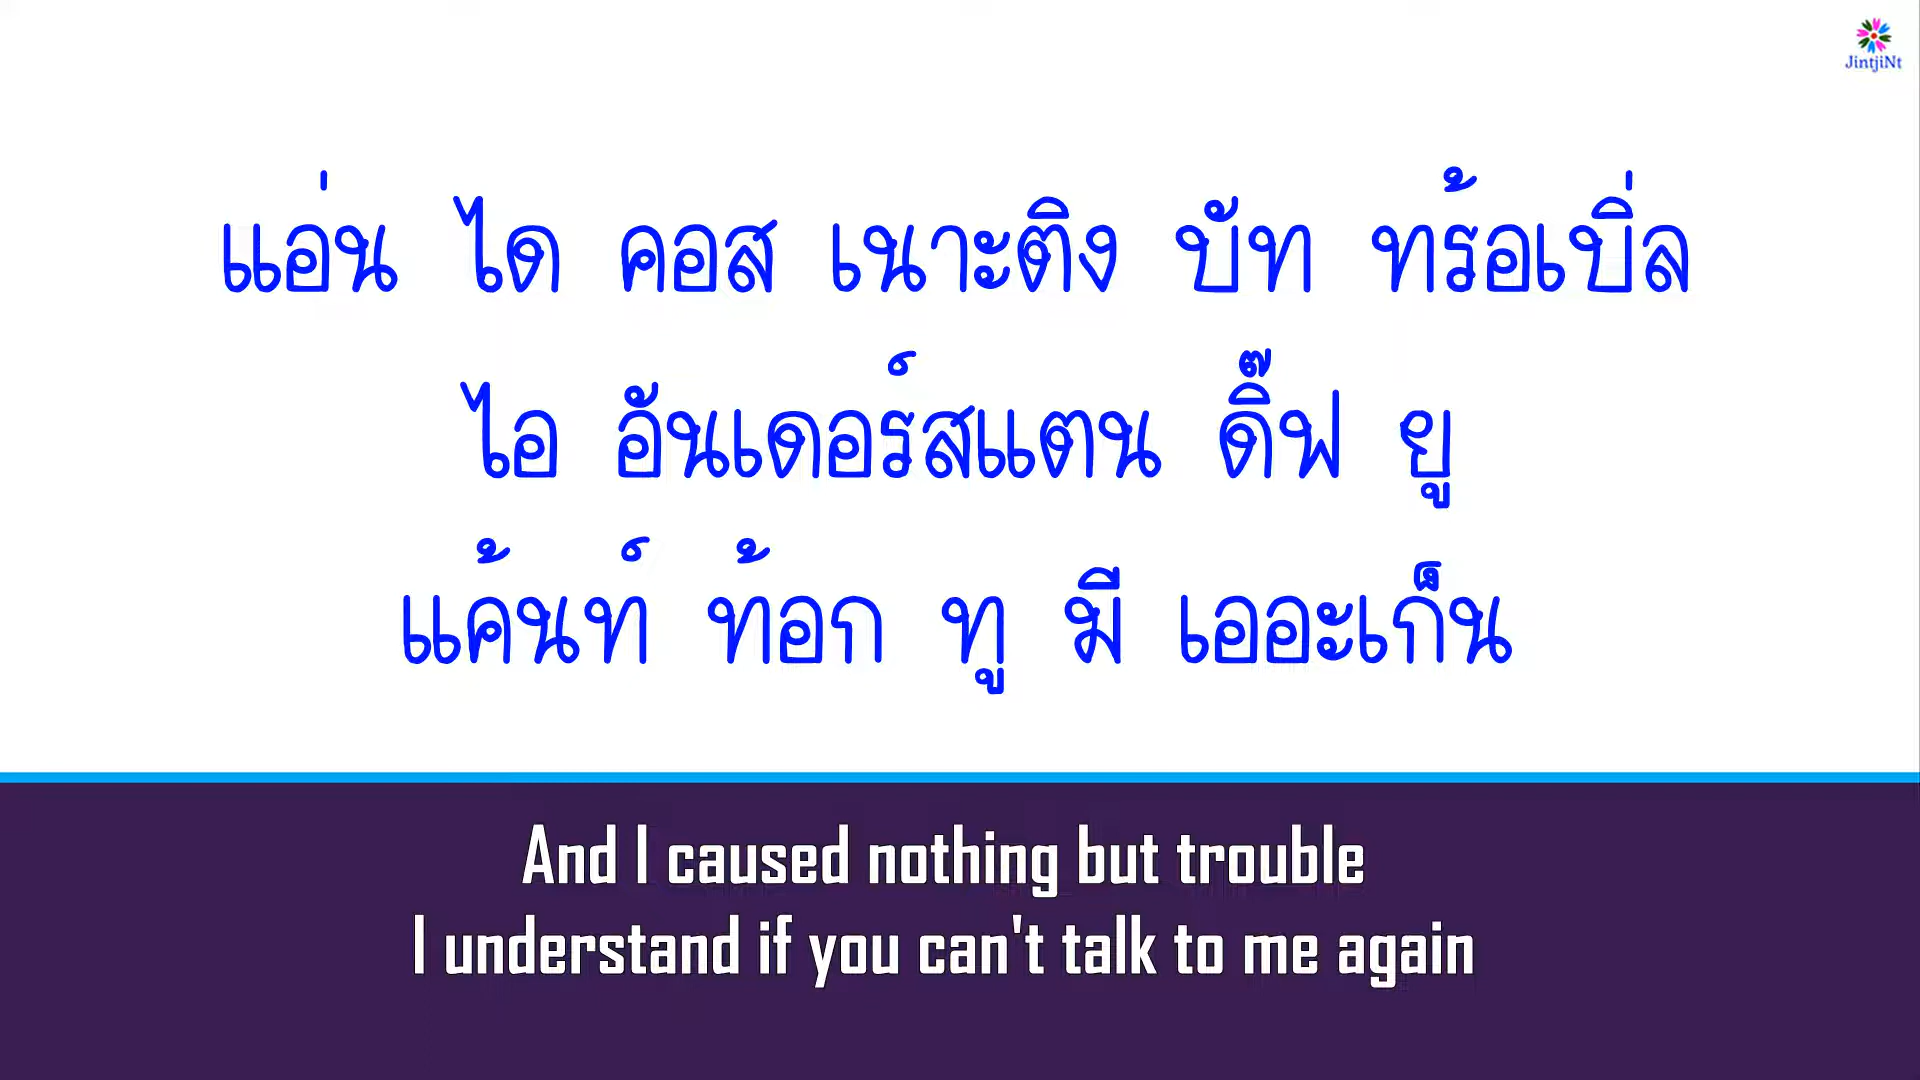 JintjiNt
แอ่น ได คอส เนาะติง บัท ทร้อเบิ่ล
ไอ อันเดอร์สแตน ดิ๊ฟ ยู
แค้นท์ ท้อก ทู มี เออะเก็น
And I caused nothing but trouble
I understand if you can't talk to me again